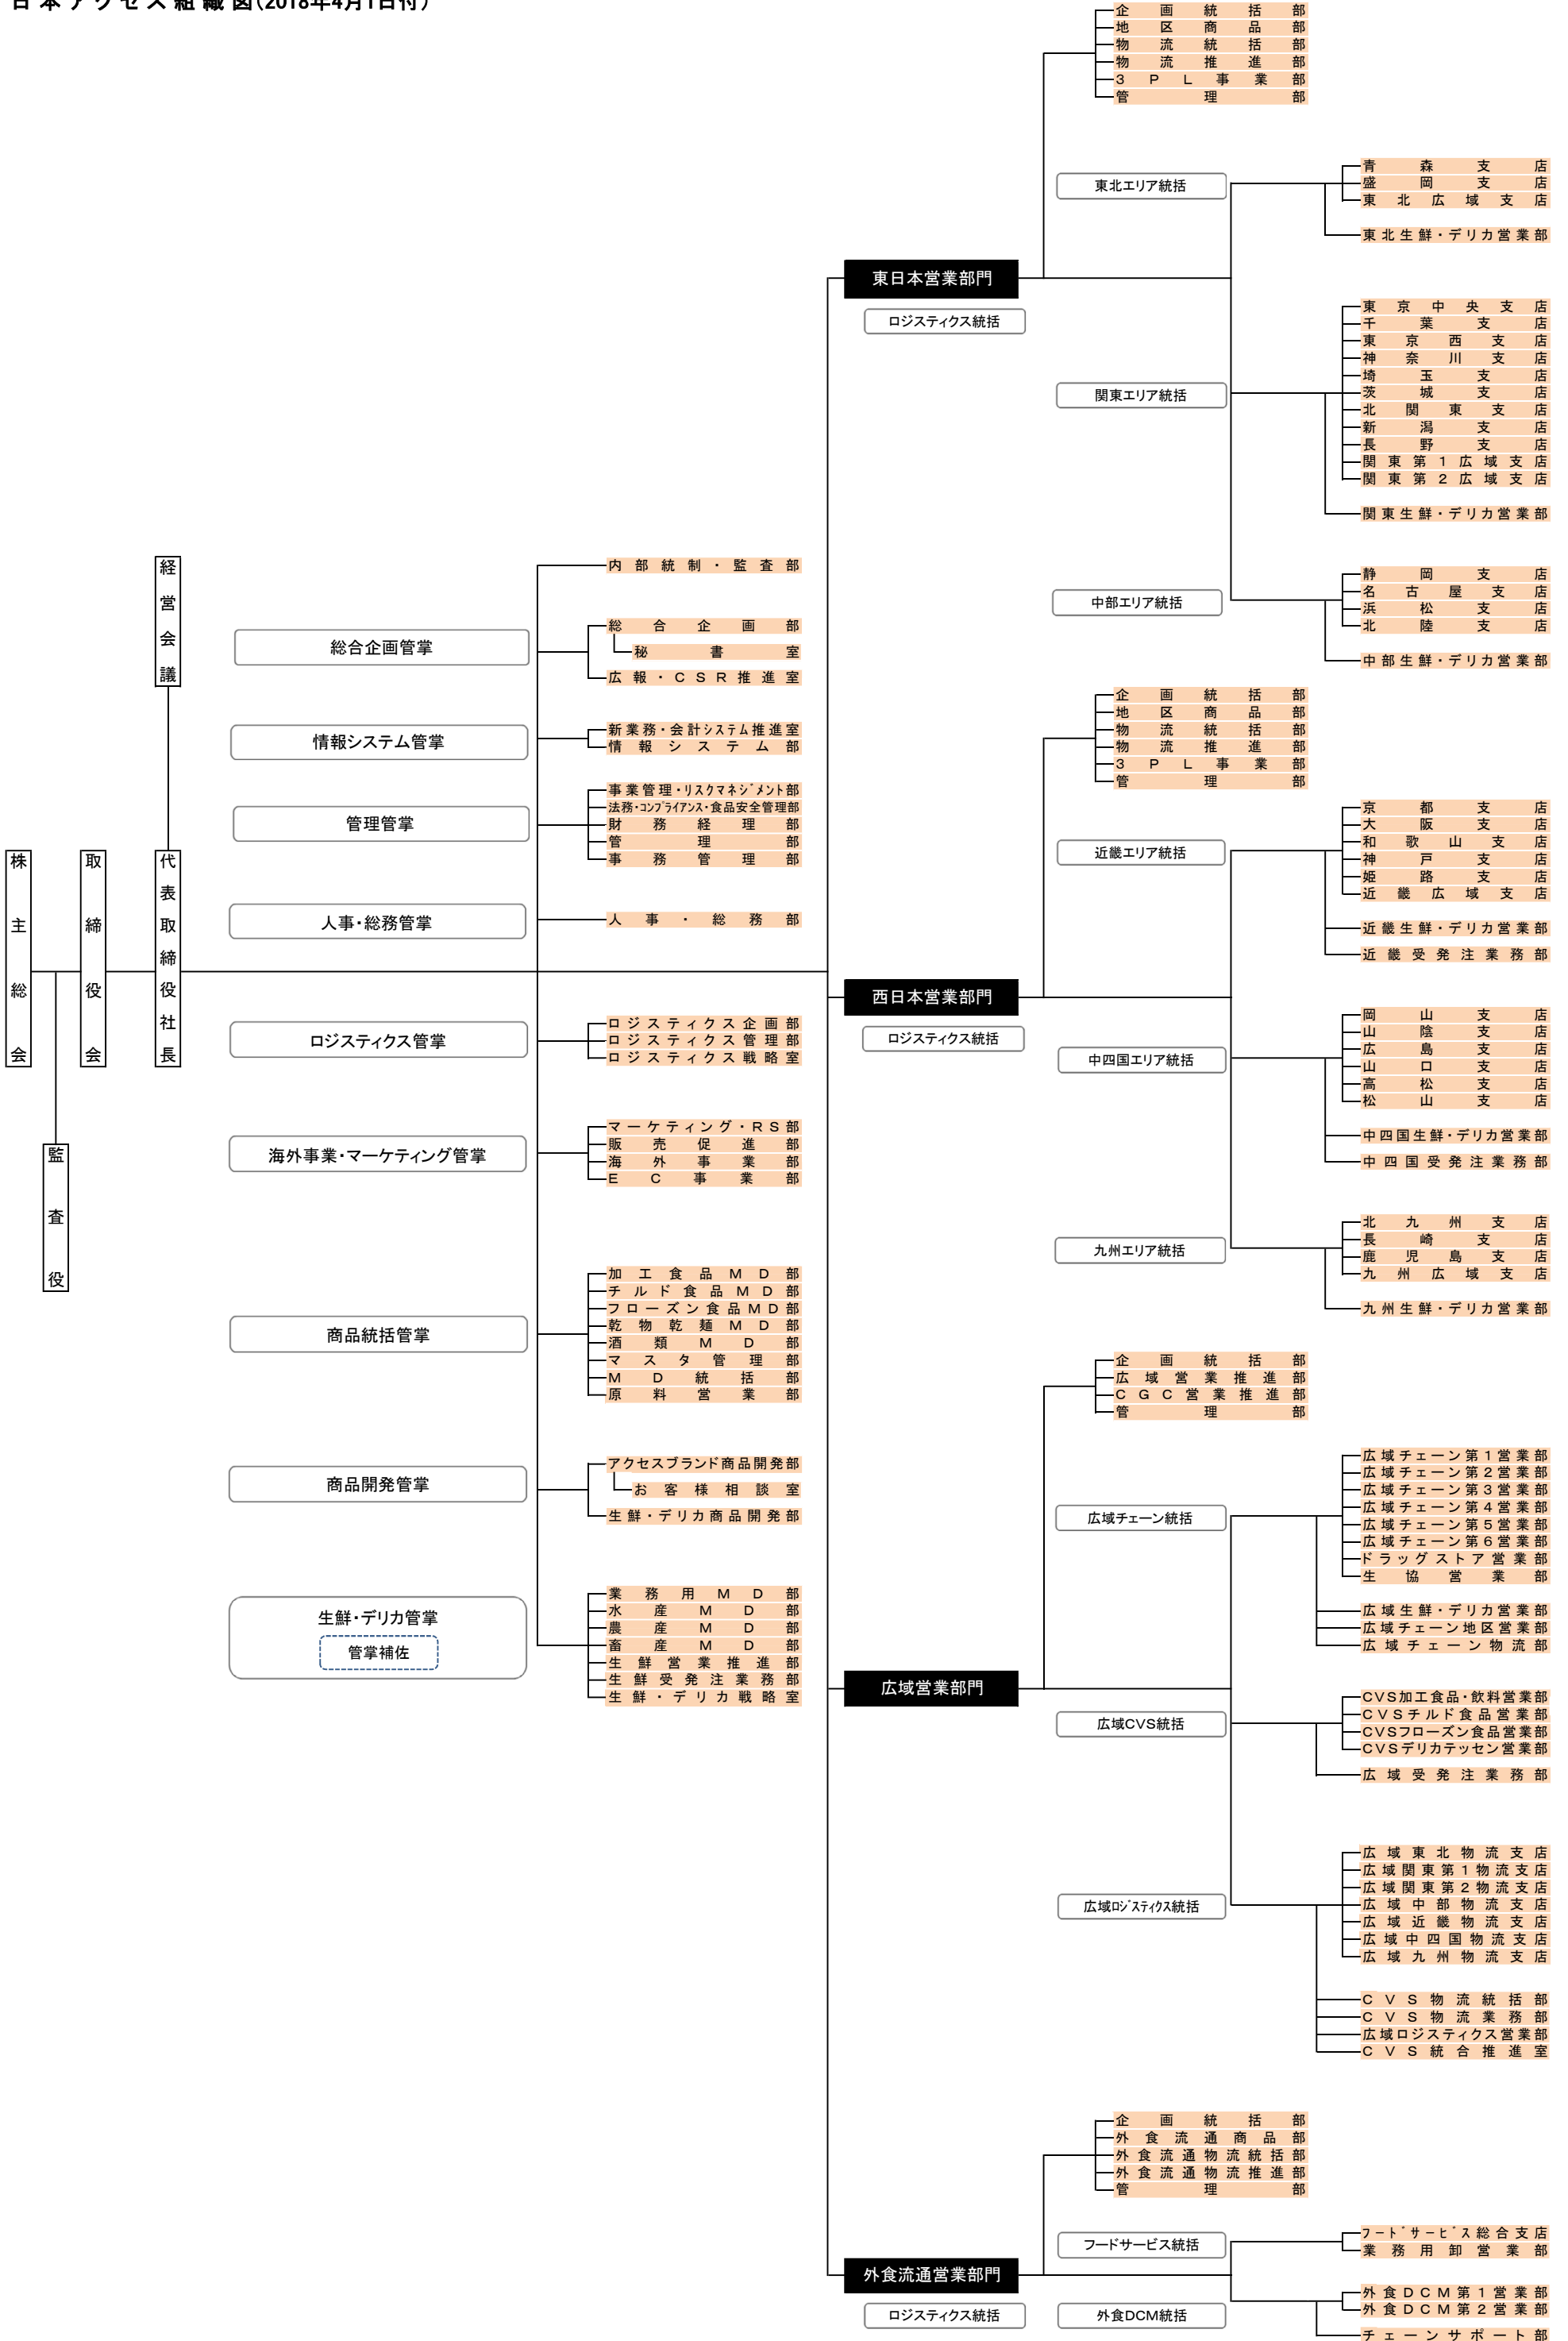 日本アクセス組織図(2018年4月1日付)
株主総会
取締役会
監査役
経営会議
代表取締役社長
総合企画管掌
情報システム管掌
管理管掌
人事・総務管掌
ロジスティクス管掌
海外事業・マーケティング管掌
商品統括管掌
商品開発管掌
生鮮・デリカ管掌
管掌補佐
内部統制・監査部
総合企画部
秘書室
広報・CSR推進室
新業務・会計システム推進室
情報システム部
事業管理・リスクマネジメント部
法務・コンプライアンス・食品安全管理部
財務経理部
管理部
事務管理部
人事・総務部
ロジスティクス企画部
ロジスティクス管理部
ロジスティクス戦略室
マーケティング・RS部
販売促進部
海外事業部
EC事業部
加工食品MD部
チルド食品MD部
フローズン食品MD部
乾物乾麺MD部
酒類MD部
マスタ管理部
MD統括部
原料営業部
アクセスブランド商品開発部
お客様相談室
生鮮・デリカ商品開発部
業務用MD部
水産MD部
農産MD部
畜産MD部
生鮮営業推進部
生鮮受発注業務部
生鮮・デリカ戦略室
東日本営業部門
ロジスティクス統括
企画統括部
地区商品部
物流統括部
物流推進部
3PL事業部
管理部
東北エリア統括
青森支店
盛岡支店
東北広域支店
東北生鮮・デリカ営業部
関東エリア統括
東京中央支店
千葉支店
東京西支店
神奈川支店
埼玉支店
茨城支店
北関東支店
新潟支店
長野支店
関東第1広域支店
関東第2広域支店
関東生鮮・デリカ営業部
中部エリア統括
静岡支店
名古屋支店
浜松支店
北陸支店
中部生鮮・デリカ営業部
西日本営業部門
ロジスティクス統括
企画統括部
地区商品部
物流統括部
物流推進部
3PL事業部
管理部
近畿エリア統括
京都支店
大阪支店
和歌山支店
神戸支店
姫路支店
近畿広域支店
近畿生鮮・デリカ営業部
近畿受発注業務部
中四国エリア統括
岡山支店
山陰支店
広島支店
山口支店
高松支店
松山支店
中四国生鮮・デリカ営業部
中四国受発注業務部
九州エリア統括
北九州支店
長崎支店
鹿児島支店
九州広域支店
九州生鮮・デリカ営業部
広域営業部門
企画統括部
広域営業推進部
CGC営業推進部
管理部
広域チェーン統括
広域チェーン第1営業部
広域チェーン第2営業部
広域チェーン第3営業部
広域チェーン第4営業部
広域チェーン第5営業部
広域チェーン第6営業部
ドラッグストア営業部
生協営業部
広域生鮮・デリカ営業部
広域チェーン地区営業部
広域チェーン物流部
広域CVS統括
CVS加工食品・飲料営業部
CVSチルド食品営業部
CVSフローズン食品営業部
CVSデリカテッセン営業部
広域受発注業務部
広域ロジスティクス統括
広域東北物流支店
広域関東第1物流支店
広域関東第2物流支店
広域中部物流支店
広域近畿物流支店
広域中四国物流支店
広域九州物流支店
CVS物流統括部
CVS物流業務部
広域ロジスティクス営業部
CVS統合推進室
外食流通営業部門
ロジスティクス統括
企画統括部
外食流通商品部
外食流通物流統括部
外食流通物流推進部
管理部
フードサービス統括
フードサービス総合支店
業務用卸営業部
外食DCM統括
外食DCM第1営業部
外食DCM第2営業部
チェーンサポート部